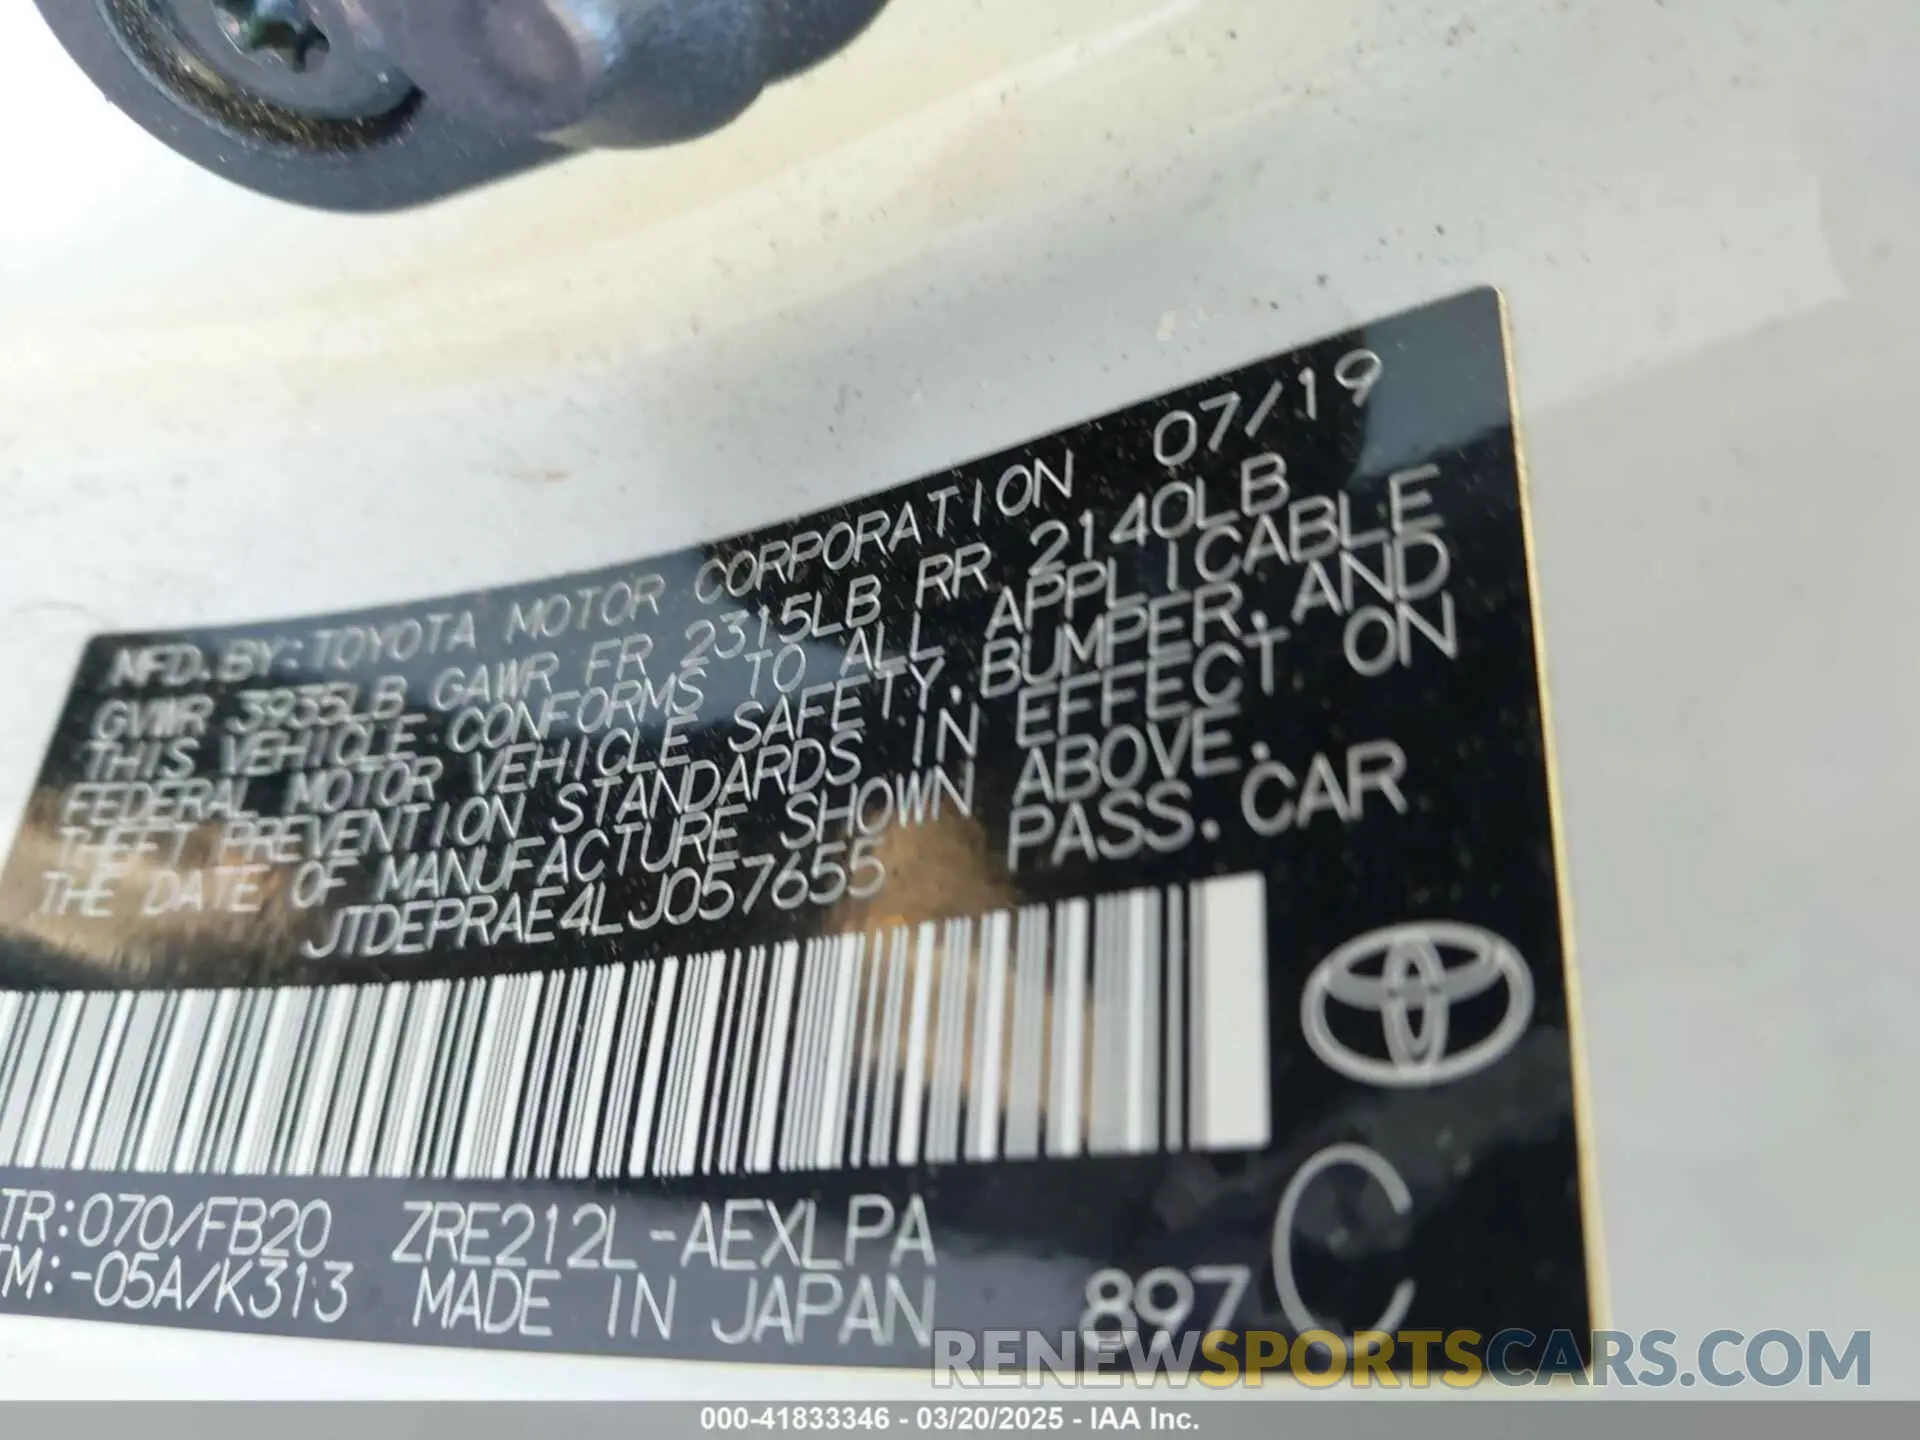 MFD.BY:TOYOTA MOTOR CORPORATION 07/19
GVWR 3935LB GAWR FR 2315LB RR 2140LB
THIS VEHICLE CONFORMS TO ALL APPLICABLE
FEDERAL MOTOR VEHICLE SAFETY, BUMPER, AND
THEFT PREVENTION STANDARDS IN EFFECT ON
THE DATE OF MANUFACTURE SHOWN ABOVE.
JTDEPRAE4LJ057655 PASS. CAR
TR:070/FB20 ZRE212L-AEXLPA
TM:-05A/K313 MADE IN JAPAN 897 C
RENEWSPORTSCARS.COM
000-41833346 - 03/20/2025 - IAA Inc.